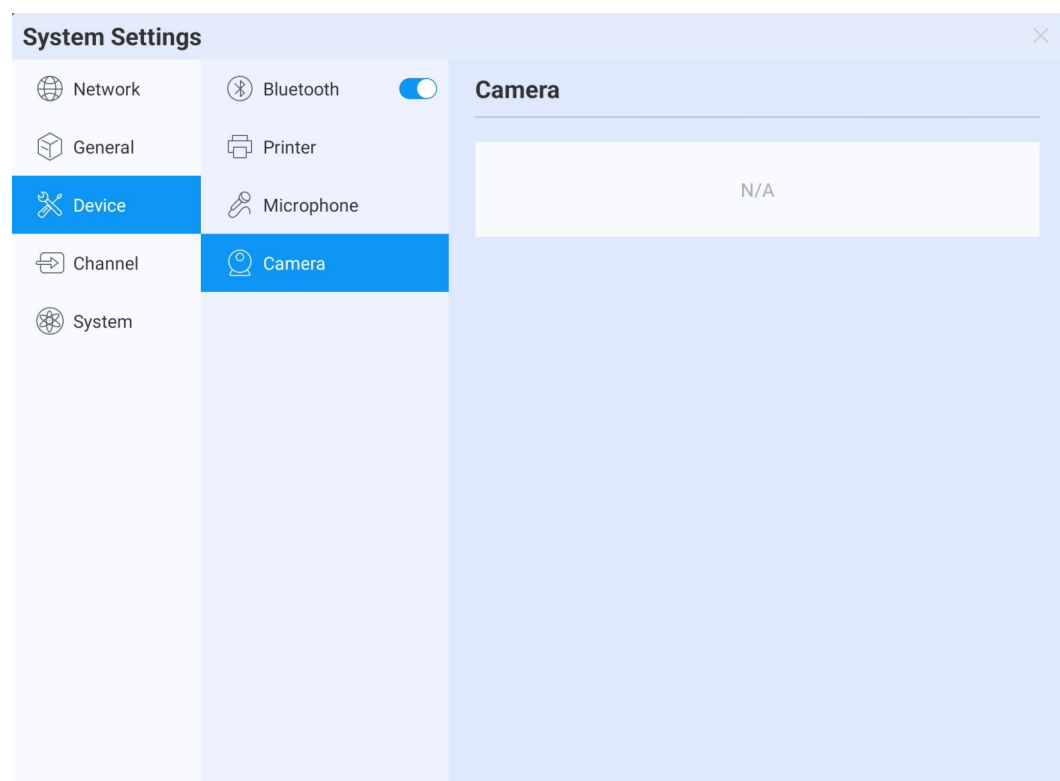 System Settings
Network
General
Device
Channel
System
Bluetooth
Printer
Microphone
Camera
Camera
N/A